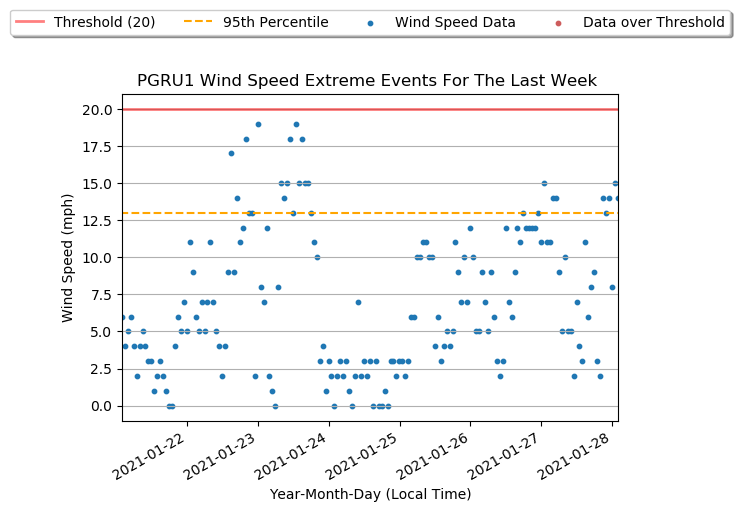 Threshold (20) 95th Percentile Wind Speed Data Data over Threshold
PGRU1 Wind Speed Extreme Events For The Last Week
Wind Speed (mph)
20.0
17.5
15.0
12.5
10.0
7.5
5.0
2.5
0.0
2021-01-22 2021-01-23 2021-01-24 2021-01-25 2021-01-26 2021-01-27 2021-01-28
Year-Month-Day (Local Time)